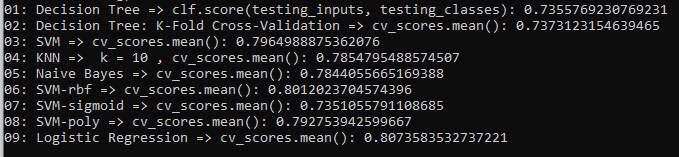 01: Decision Tree => clf.score(testing_inputs, testing_classes): 0.7355769230769231
02: Decision Tree: K-Fold Cross-Validation => cv_scores.mean(): 0.7373123154639465
03: SVM => cv_scores.mean(): 0.7964988875362076
04: KNN =>  k = 10 , cv_scores.mean(): 0.7854795488574507
05: Naive Bayes => cv_scores.mean(): 0.7844055665169388
06: SVM-rbf => cv_scores.mean(): 0.8012023704574396
07: SVM-sigmoid => cv_scores.mean(): 0.7351055791108685
08: SVM-poly => cv_scores.mean(): 0.792753942599667
09: Logistic Regression => cv_scores.mean(): 0.8073583532737221